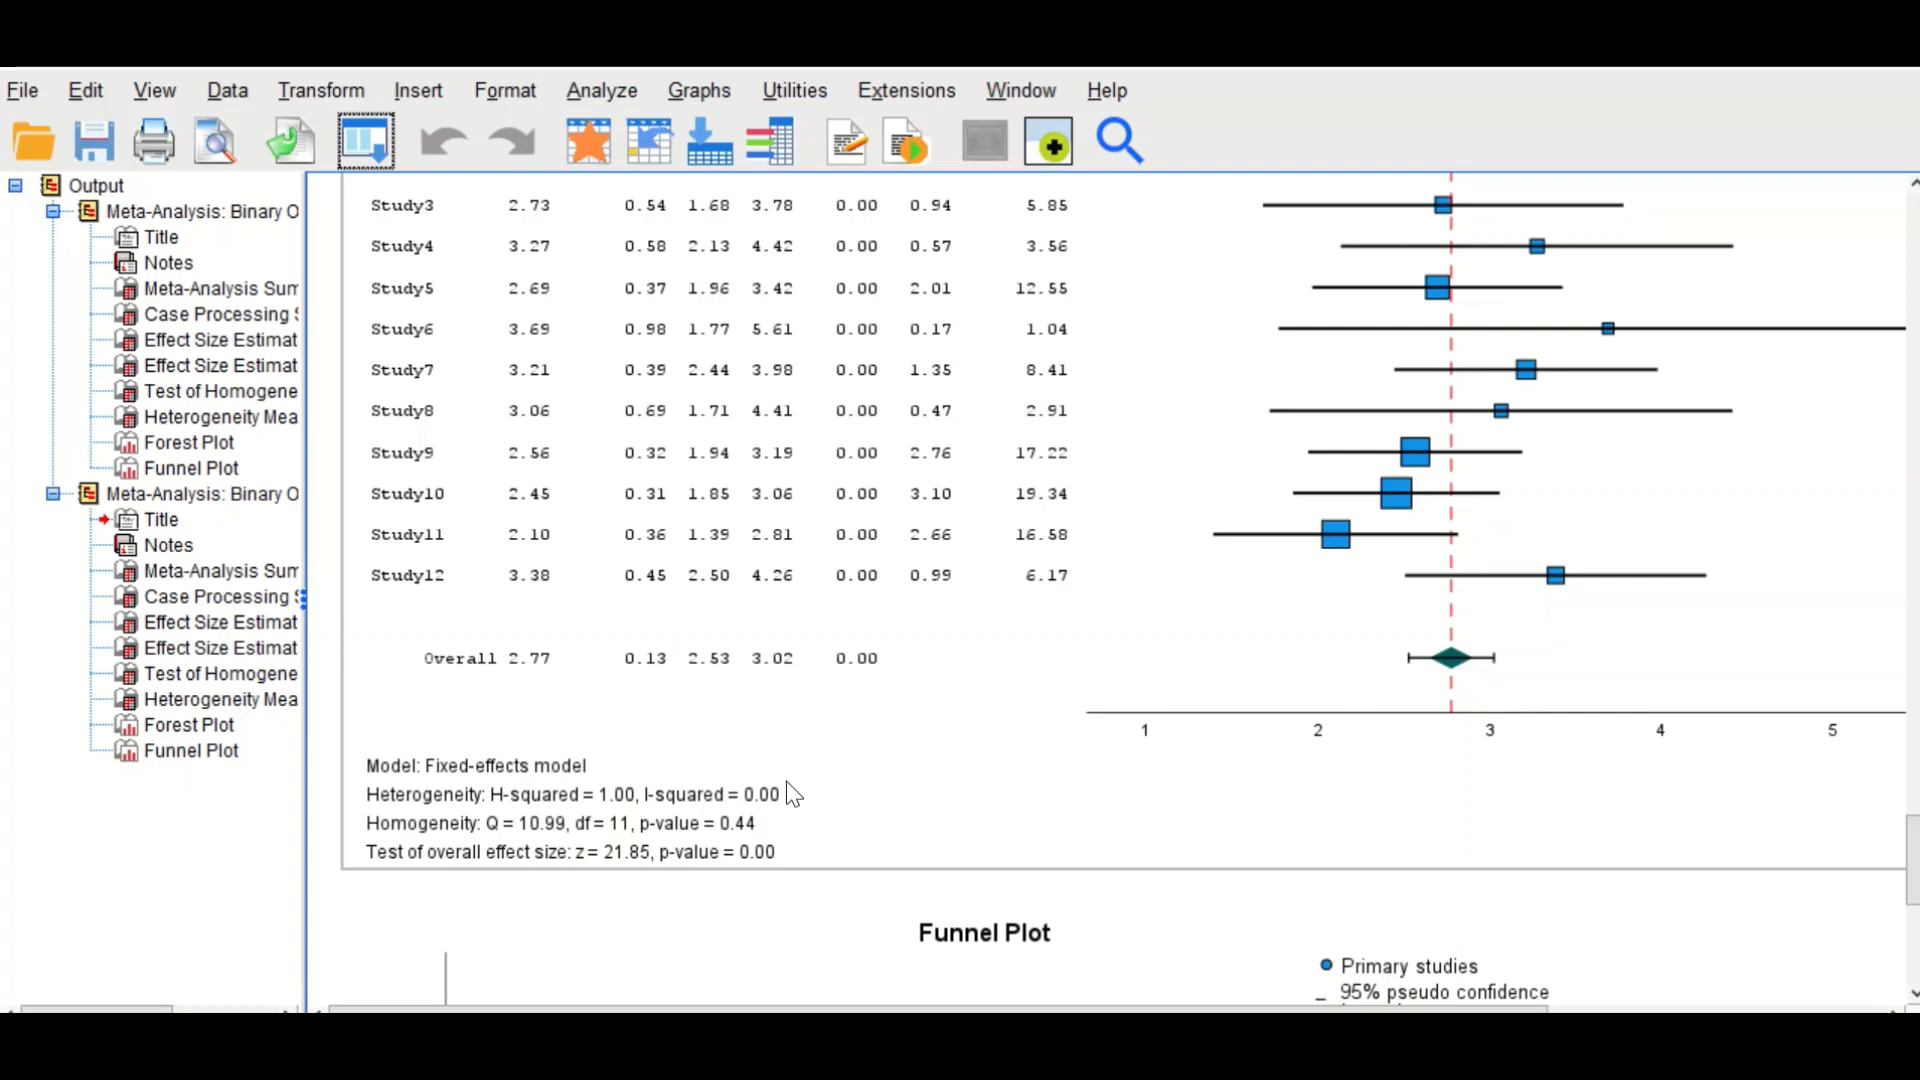 File Edit View Data Transform Insert Format Analyze Graphs Utilities Extensions Window Help
Output
Meta-Analysis: Binary O
Title
Notes
Meta-Analysis Sum
Case Processing S
Effect Size Estimat
Effect Size Estimat
Test of Homogene
Heterogeneity Mea
Forest Plot
Funnel Plot
Meta-Analysis: Binary O
Title
Notes
Meta-Analysis Sum
Case Processing S
Effect Size Estimat
Effect Size Estimat
Test of Homogene
Heterogeneity Mea
Forest Plot
Funnel Plot
Study3 2.73 0.54 1.68 3.78 0.00 0.94 5.85
Study4 3.27 0.58 2.13 4.42 0.00 0.57 3.56
Study5 2.69 0.37 1.96 3.42 0.00 2.01 12.55
Study6 3.69 0.98 1.77 5.61 0.00 0.17 1.04
Study7 3.21 0.39 2.44 3.98 0.00 1.35 8.41
Study8 3.06 0.69 1.71 4.41 0.00 0.47 2.91
Study9 2.56 0.32 1.94 3.19 0.00 2.76 17.22
Study10 2.45 0.31 1.85 3.06 0.00 3.10 19.34
Study11 2.10 0.36 1.39 2.81 0.00 2.66 16.58
Study12 3.38 0.45 2.50 4.26 0.00 0.99 6.17
Overall 2.77 0.13 2.53 3.02 0.00
1 2 3 4 5
Model: Fixed-effects model
Heterogeneity: H-squared = 1.00, I-squared = 0.00
Homogeneity: Q = 10.99, df = 11, p-value = 0.44
Test of overall effect size: z = 21.85, p-value = 0.00
Funnel Plot
Primary studies
95% pseudo confidence